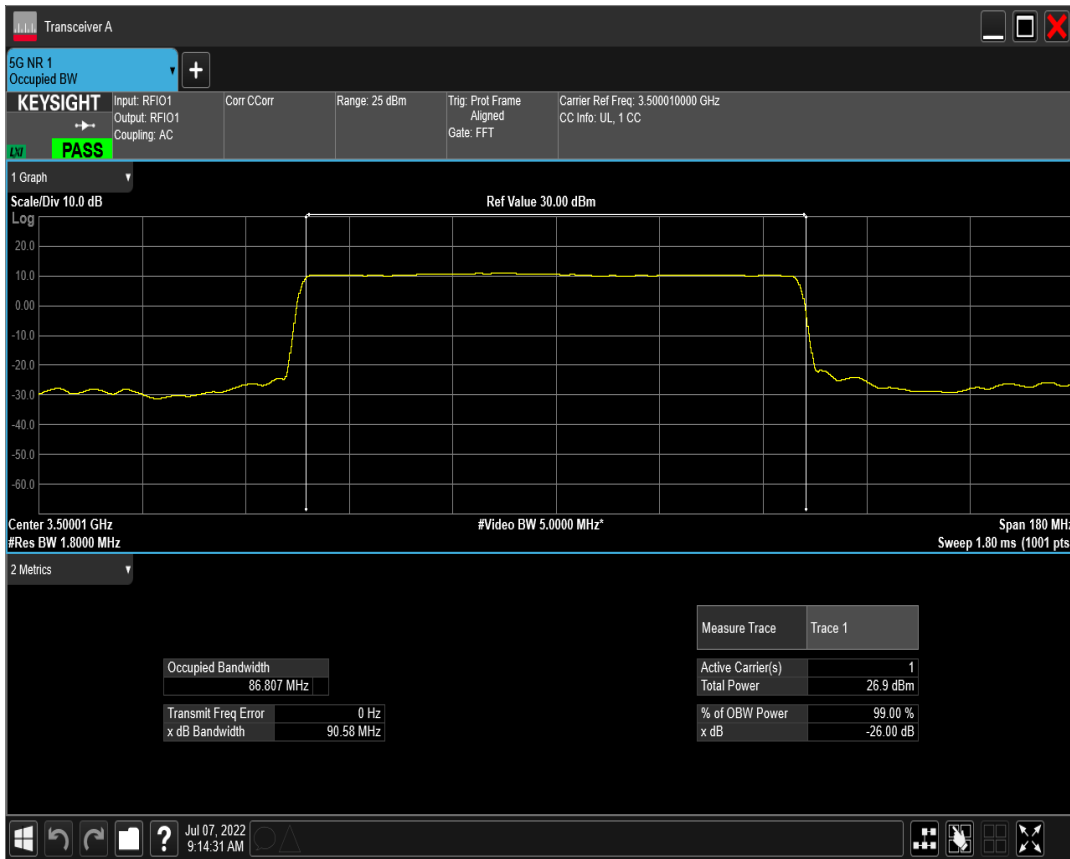 Transceiver A
5G NR 1
Occupied BW
KEYSIGHT
LXI
PASS
Input: RFIO1
Output: RFIO1
Coupling: AC
Corr CCorr
Range: 25 dBm
Trig: Prot Frame
Aligned
Gate: FFT
Carrier Ref Freq: 3.500010000 GHz
CC Info: UL, 1 CC
1 Graph
Scale/Div 10.0 dB
Ref Value 30.00 dBm
Log
20.0
10.0
0.00
-10.0
-20.0
-30.0
-40.0
-50.0
-60.0
Center 3.50001 GHz
#Video BW 5.0000 MHz*
Span 180 MHz
#Res BW 1.8000 MHz
Sweep 1.80 ms (1001 pts
2 Metrics
Measure Trace Trace 1
Occupied Bandwidth
86.807 MHz
Active Carrier(s) 1
Total Power 26.9 dBm
Transmit Freq Error 0 Hz
x dB Bandwidth 90.58 MHz
% of OBW Power 99.00 %
x dB -26.00 dB
Jul 07, 2022
9:14:31 AM